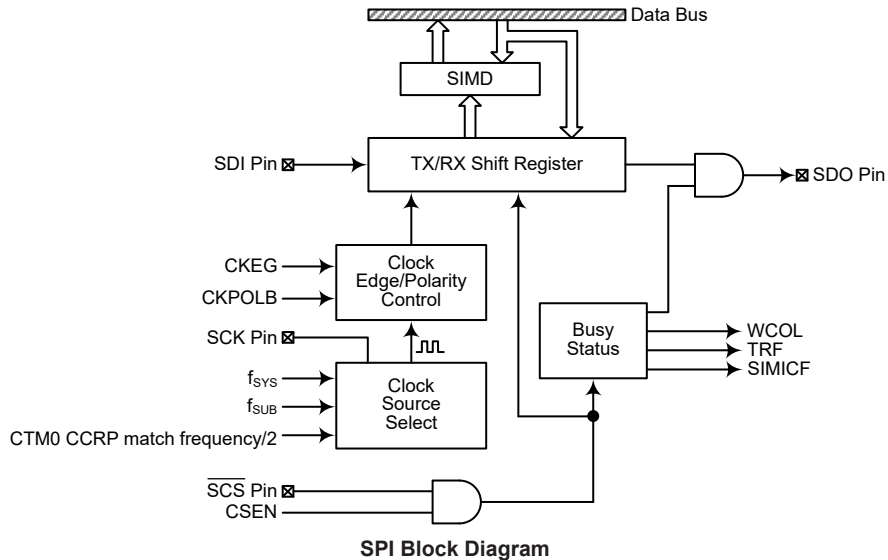 Data Bus
SIMD
SDI Pin
TX/RX Shift Register
SDO Pin
CKEG
CKPOLB
Clock
Edge/Polarity
Control
SCK Pin
Busy
Status
WCOL
TRF
SIMICF
fSYS
fSUB
CTM0 CCRP match frequency/2
Clock
Source
Select
SCS Pin
CSEN
SPI Block Diagram